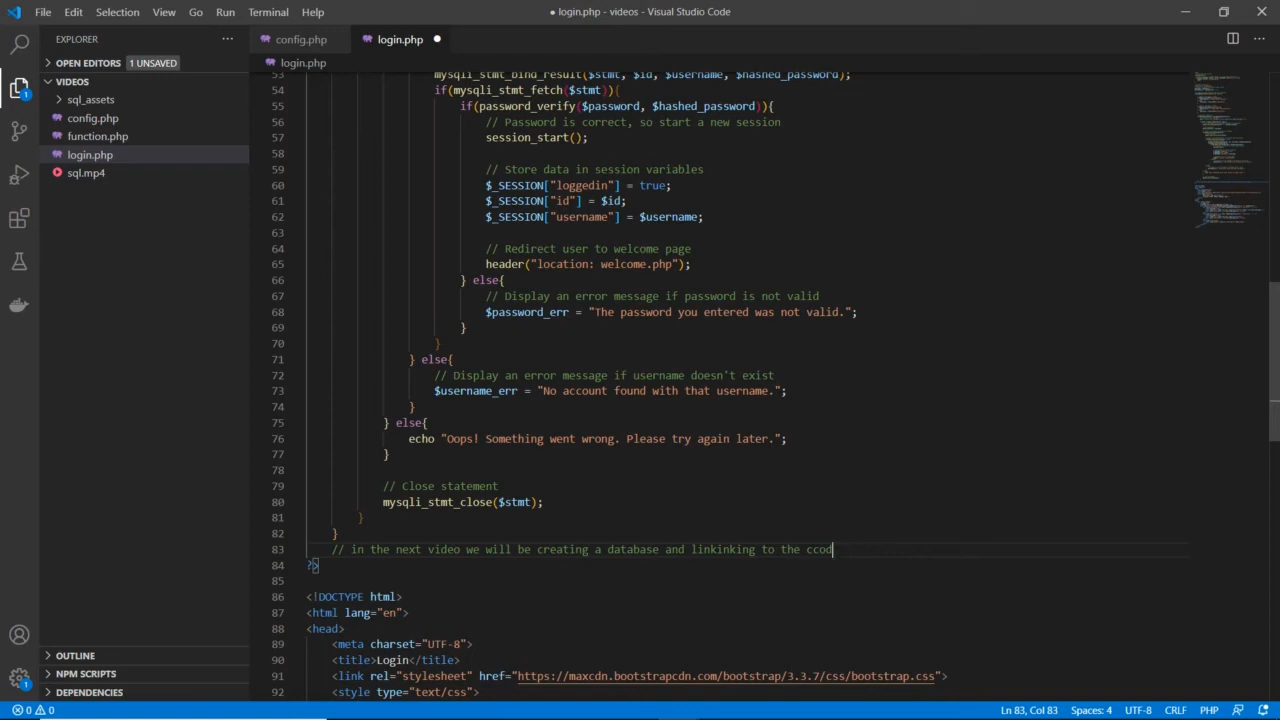 File Edit Selection View Go Run Terminal Help
● login.php - videos - Visual Studio Code
EXPLORER
config.php
login.php
OPEN EDITORS 1 UNSAVED
login.php
VIDEOS
sql_assets
config.php
function.php
login.php
sql.mp4
53 mysqli_stmt_bind_result($stmt, $id, $username, $hashed_password);
54 if(mysqli_stmt_fetch($stmt)){
55 if(password_verify($password, $hashed_password)){
56 // Password is correct, so start a new session
57 session_start();
58
59 // data in session variables
60 $_SESSION["loggedin"] = true;
61 $_SESSION["id"] = $id;
62 $_SESSION["username"] = $username;
63
64 // Redirect user to welcome page
65 header("location: welcome.php");
66 } else{
67 // Display an error message if password is not valid
68 $password_err = "The password you entered was not valid.";
69 }
70 }
71 } else{
72 // Display an error message if username doesn't exist
73 $username_err = "No account found with that username.";
74 }
75 } else{
76 echo "Oops! Something went wrong. Please try again later.";
77 }
78
79 // Close statement
80 mysqli_stmt_close($stmt);
81 }
82 }
83 // in the next video we will be creating a database and linkinking to the ccod
84 ?>
85
86 <!DOCTYPE html>
87 <html lang="en">
88 <head>
89 <meta charset="UTF-8">
90 <title>Login</title>
91 <link rel="stylesheet" href="https://maxcdn.bootstrapcdn.com/bootstrap/3.3.7/css/bootstrap.css">
92 <style type="text/css">
OUTLINE
NPM SCRIPTS
DEPENDENCIES
1
1
0 0
Ln 83, Col 83 Spaces: 4 UTF-8 CRLF PHP